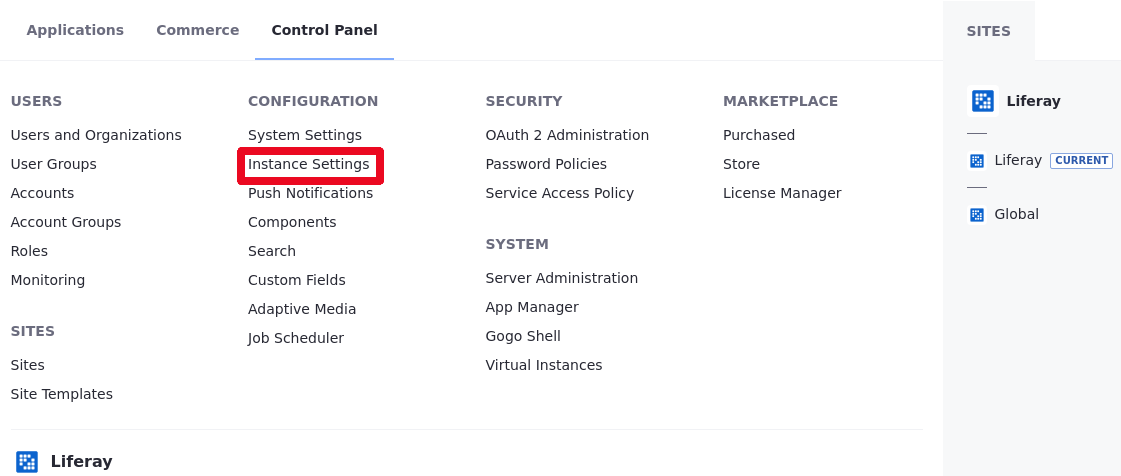 Applications Commerce Control Panel
SITES
USERS
Users and Organizations
User Groups
Accounts
Account Groups
Roles
Monitoring
SITES
Sites
Site Templates
CONFIGURATION
System Settings
Instance Settings
Push Notifications
Components
Search
Custom Fields
Adaptive Media
Job Scheduler
SECURITY
OAuth 2 Administration
Password Policies
Service Access Policy
SYSTEM
Server Administration
App Manager
Gogo Shell
Virtual Instances
MARKETPLACE
Purchased
Store
License Manager
Liferay
Liferay CURRENT
Global
Liferay